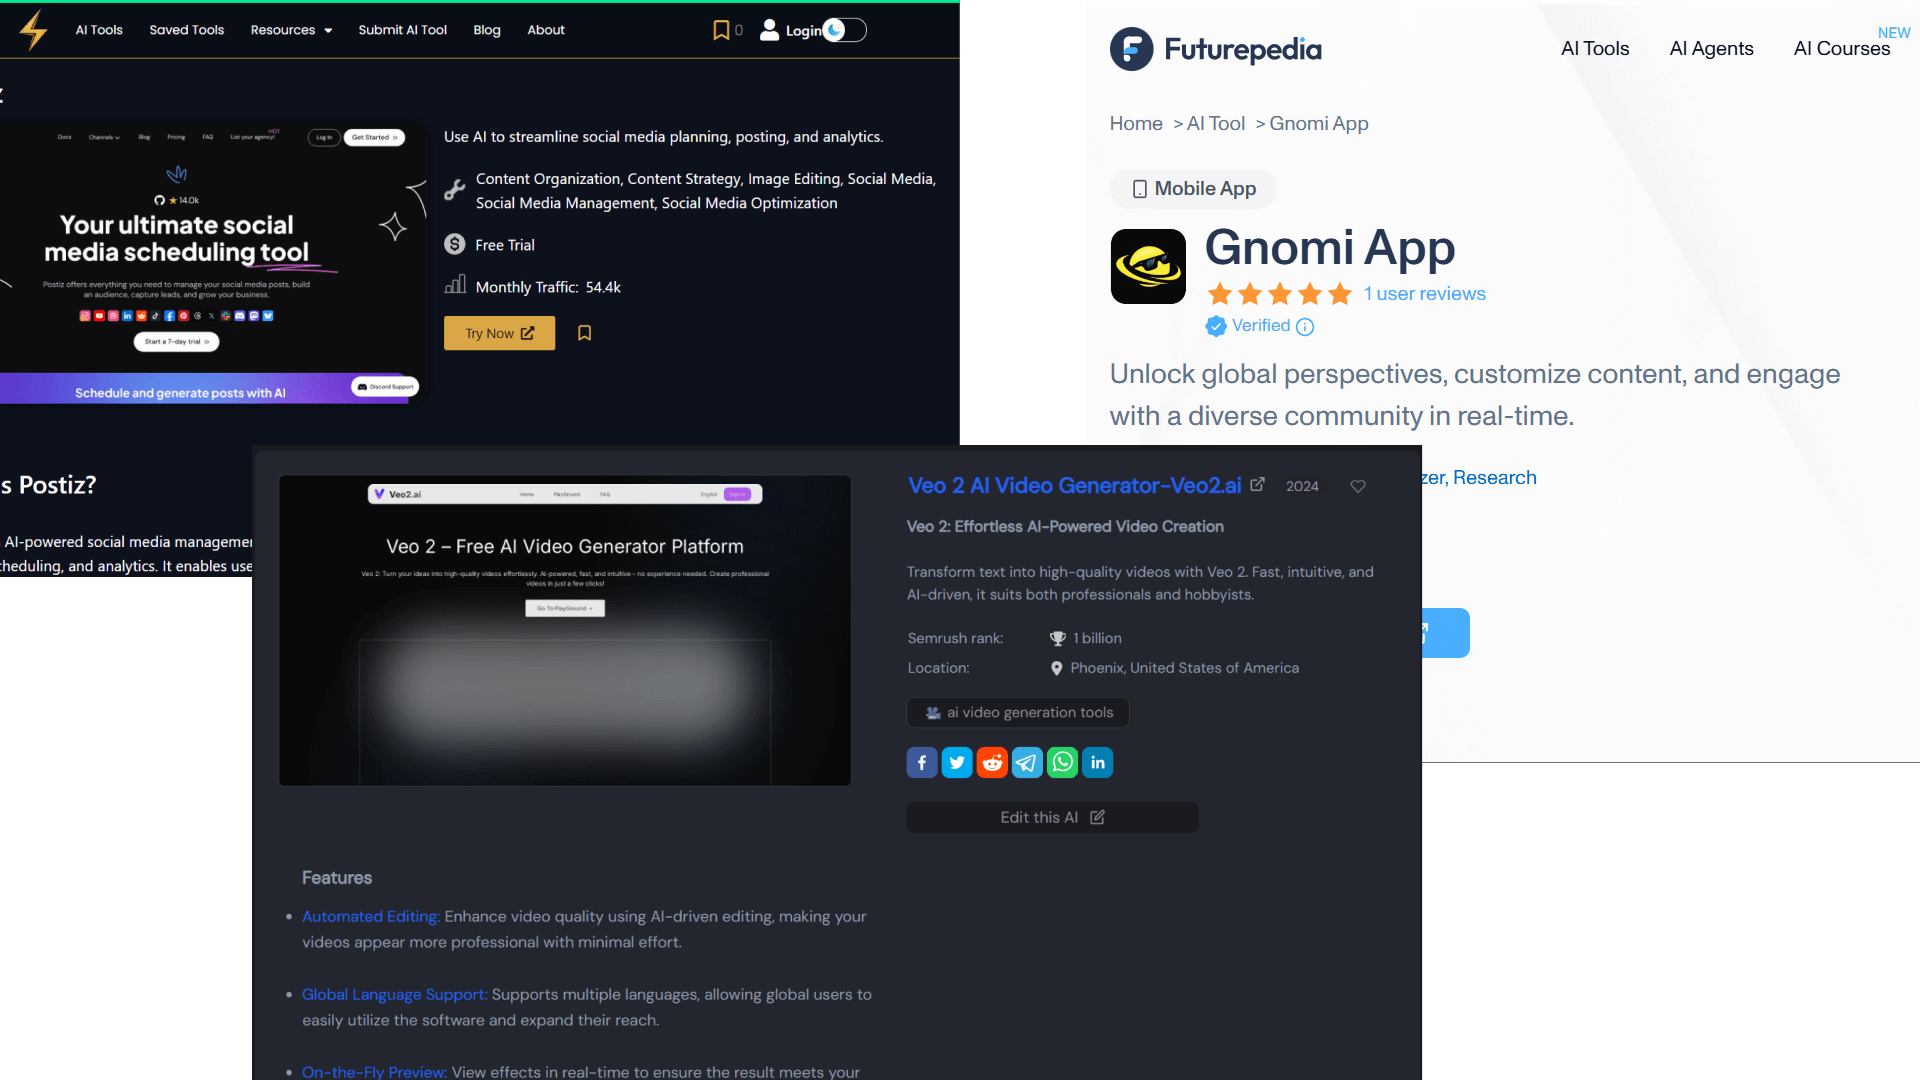 AI Tools
Saved Tools
Resources
Submit AI Tool
Blog
About
0
Login
z
Docs
Channels
Blog
Pricing
FAQ
List your agency!
HOT
Log In
Get Started »
14.0k
Your ultimate social
media scheduling tool
Postiz offers everything you need to manage your social media posts, build
an audience, capture leads, and grow your business.
Start a 7-day trial »
Schedule and generate posts with AI
Discord Support
Use AI to streamline social media planning, posting, and analytics.
Content Organization, Content Strategy, Image Editing, Social Media,
Social Media Management, Social Media Optimization
Free Trial
Monthly Traffic: 54.4k
Try Now
s Postiz?
AI-powered social media managemen
heduling, and analytics. It enables use
Futurepedia
AI Tools
AI Agents
AI Courses
NEW
Home > AI Tool > Gnomi App
Mobile App
Gnomi App
1 user reviews
Verified
Unlock global perspectives, customize content, and engage
with a diverse community in real-time.
zer, Research
Veo2.ai
Home
PlayGround
FAQ
English
Sign in
Veo 2 – Free AI Video Generator Platform
Veo 2: Turn your ideas into high-quality videos effortlessly. AI-powered, fast, and intuitive – no experience needed. Create professional
videos in just a few clicks!
Go To PlayGround →
Veo 2 AI Video Generator-Veo2.ai
2024
Veo 2: Effortless AI-Powered Video Creation
Transform text into high-quality videos with Veo 2. Fast, intuitive, and
AI-driven, it suits both professionals and hobbyists.
Semrush rank: 1 billion
Location: Phoenix, United States of America
ai video generation tools
Edit this AI
Features
• Automated Editing: Enhance video quality using AI-driven editing, making your
videos appear more professional with minimal effort.
• Global Language Support: Supports multiple languages, allowing global users to
easily utilize the software and expand their reach.
• On-the-Fly Preview: View effects in real-time to ensure the result meets your